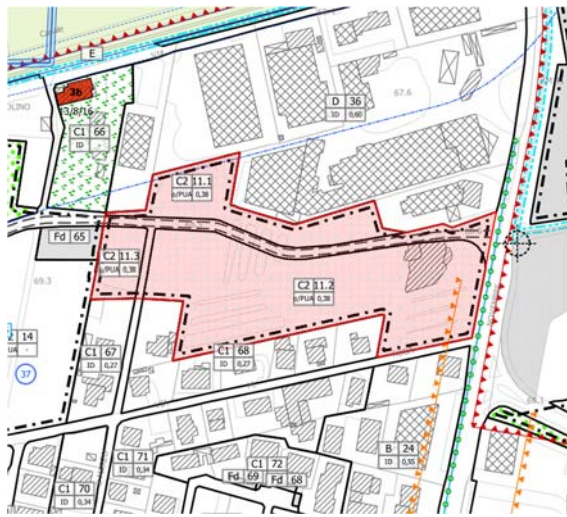 E
36
3/8/16
C1 66
ID -
D 36
ID 0,60
67.6
C2 11.1
o/PUA 0,38
Fd 65
C2 11.3
o/PUA 0,38
69.3
C2 11.2
o/PUA 0,38
2 14
UA -
C1 67
ID 0,27
C1 68
ID 0,27
37
C1 71
ID 0,34
C1 72
Fd 69 Fd 68
B 24
ID 0,55
C1 70
ID 0,34